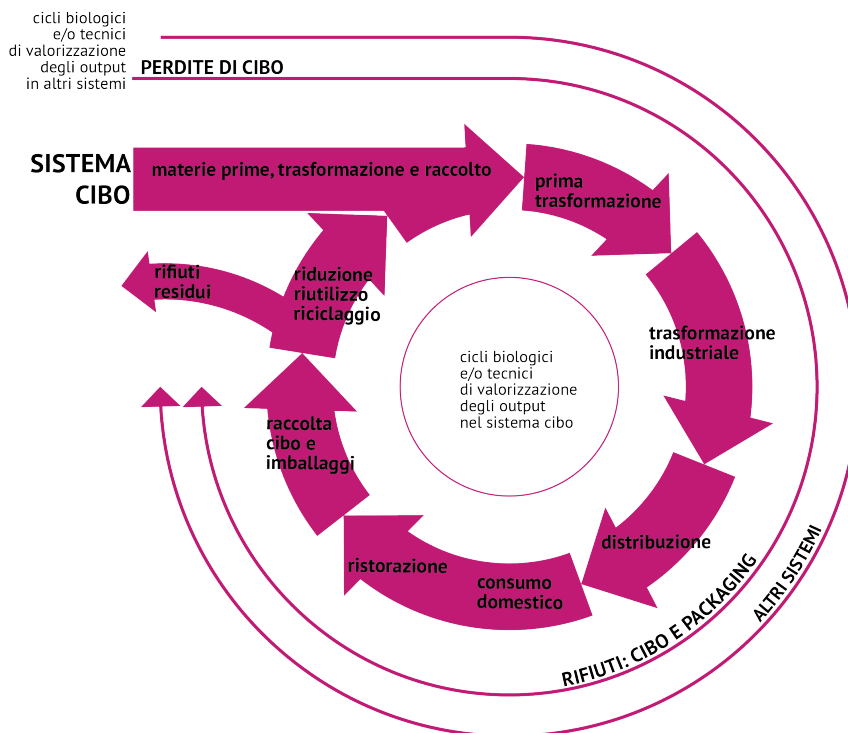 cicli biologici
e/o tecnici
di valorizzazione
degli output
in altri sistemi
PERDITE DI CIBO
SISTEMA
CIBO
materie prime, trasformazione e raccolto
prima
trasformazione
trasformazione
industriale
distribuzione
consumo
domestico
ristorazione
raccolta
cibo e
imballaggi
riduzione
riutilizzo
riciclaggio
rifiuti
residui
cicli biologici
e/o tecnici
di valorizzazione
degli output
nel sistema cibo
RIFIUTI: CIBO E PACKAGING
ALTRI SISTEMI